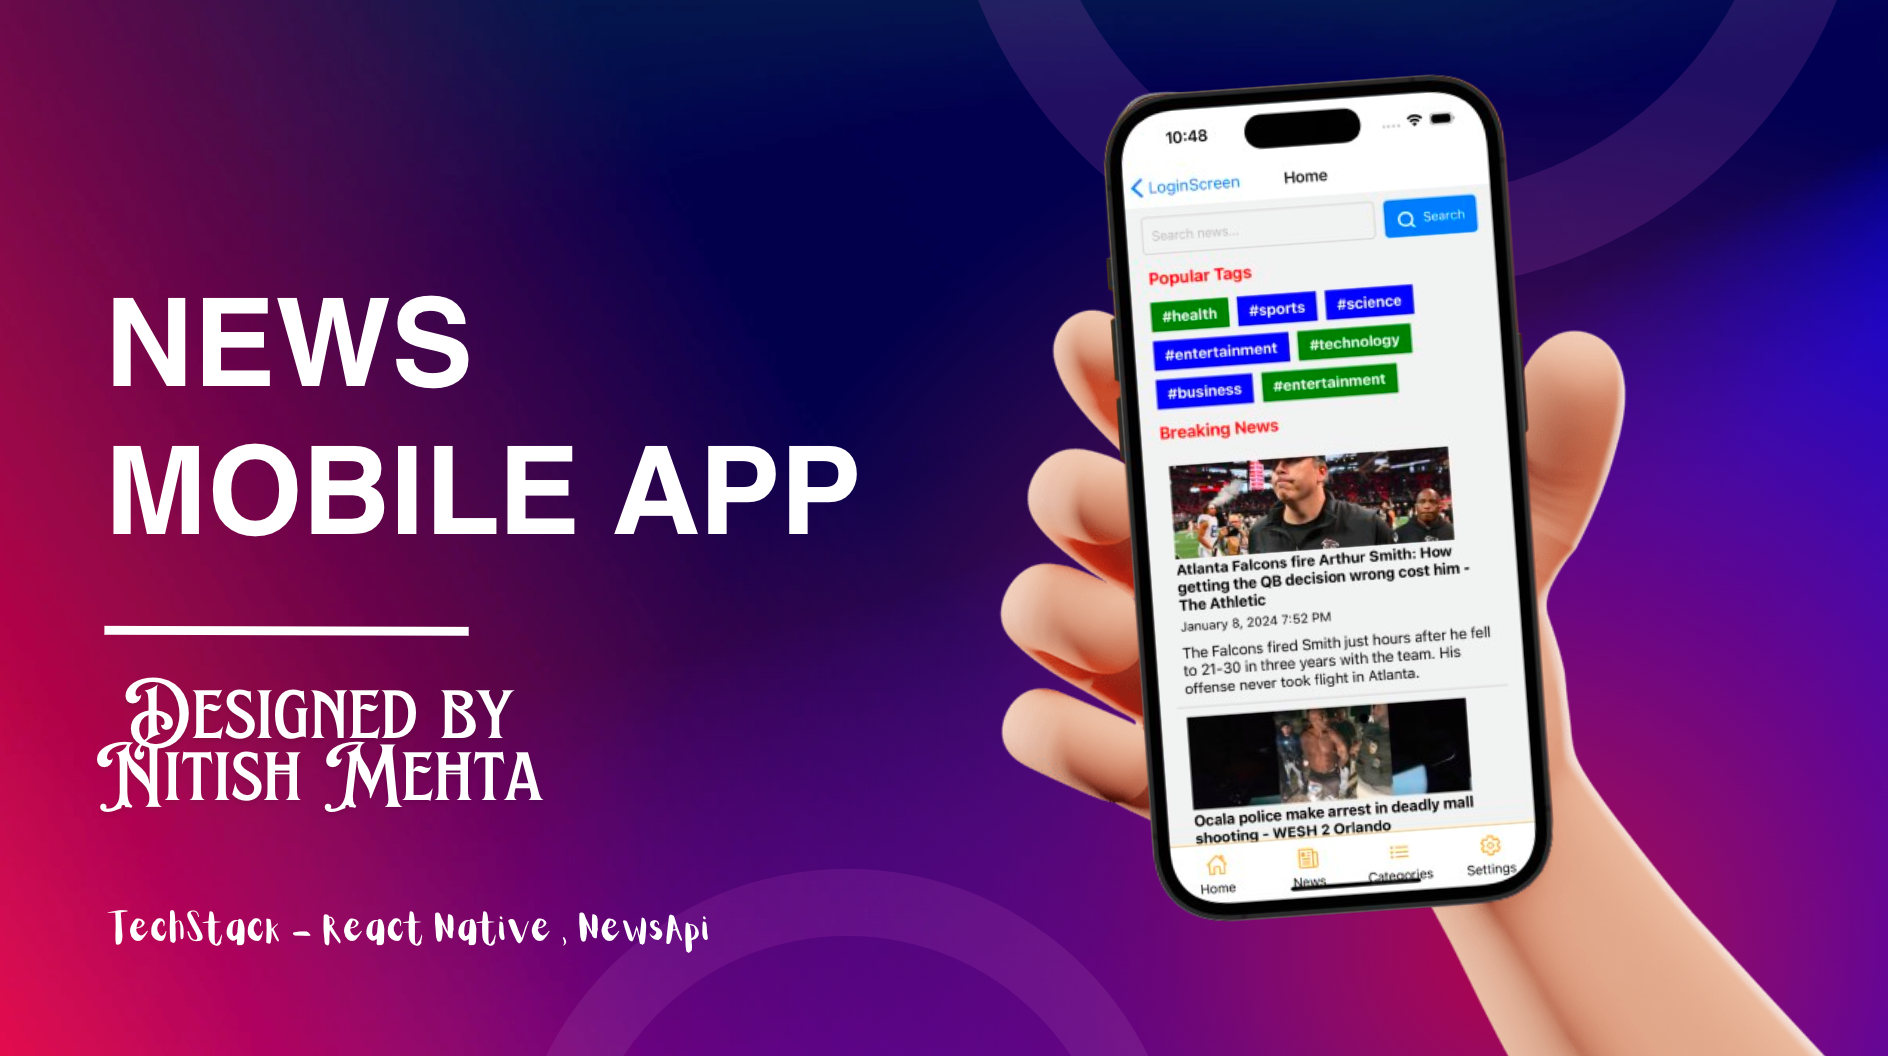 NEWS
MOBILE APP
DESIGNED BY
NITISH MEHTA
TechStack - React Native , NewsApi
10:48
LoginScreen
Home
Search news...
Search
Popular Tags
#health #sports #science
#entertainment #technology
#business #entertainment
Breaking News
Atlanta Falcons fire Arthur Smith: How
getting the QB decision wrong cost him -
The Athletic
January 8, 2024 7:52 PM
The Falcons fired Smith just hours after he fell
to 21-30 in three years with the team. His
offense never took flight in Atlanta.
Ocala police make arrest in deadly mall
shooting - WESH 2 Orlando
Home News Categories Settings